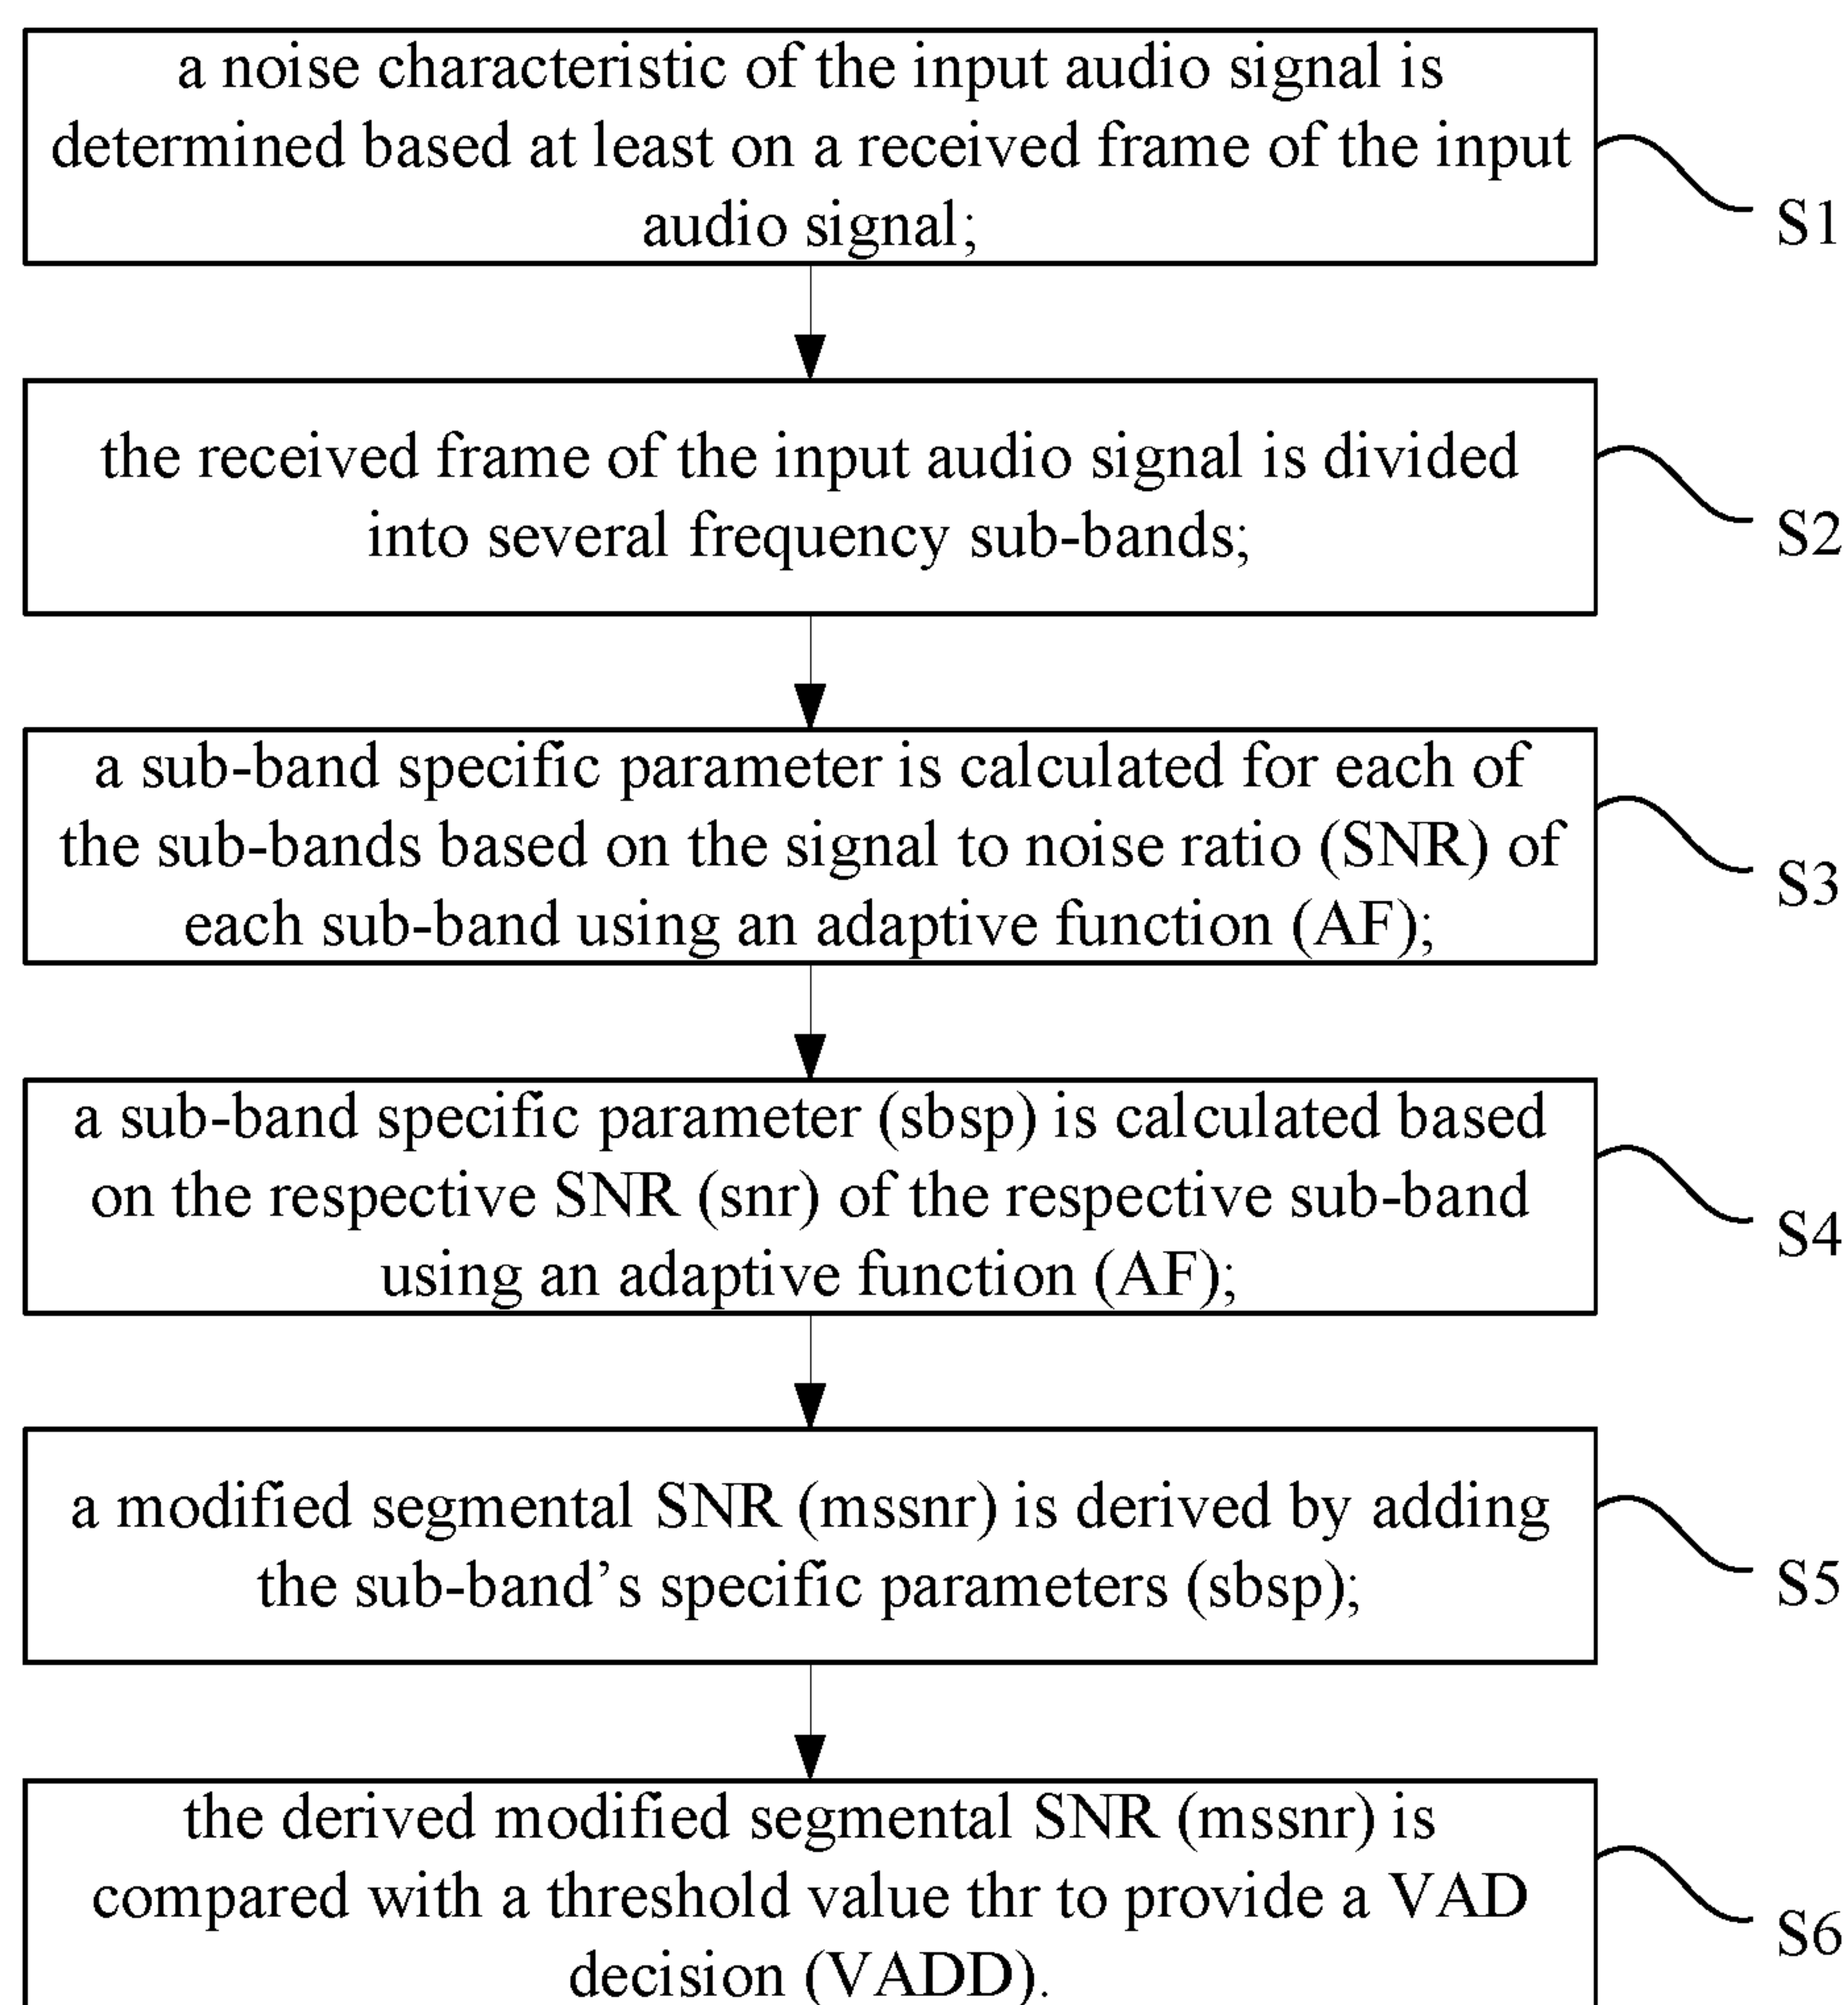 a noise characteristic of the input audio signal is
determined based at least on a received frame of the input
audio signal;
S1
the received frame of the input audio signal is divided
into several frequency sub-bands;
S2
a sub-band specific parameter is calculated for each of
the sub-bands based on the signal to noise ratio (SNR) of
each sub-band using an adaptive function (AF);
S3
a sub-band specific parameter (sbsp) is calculated based
on the respective SNR (snr) of the respective sub-band
using an adaptive function (AF);
S4
a modified segmental SNR (mssnr) is derived by adding
the sub-band’s specific parameters (sbsp);
S5
the derived modified segmental SNR (mssnr) is
compared with a threshold value thr to provide a VAD
decision (VADD).
S6